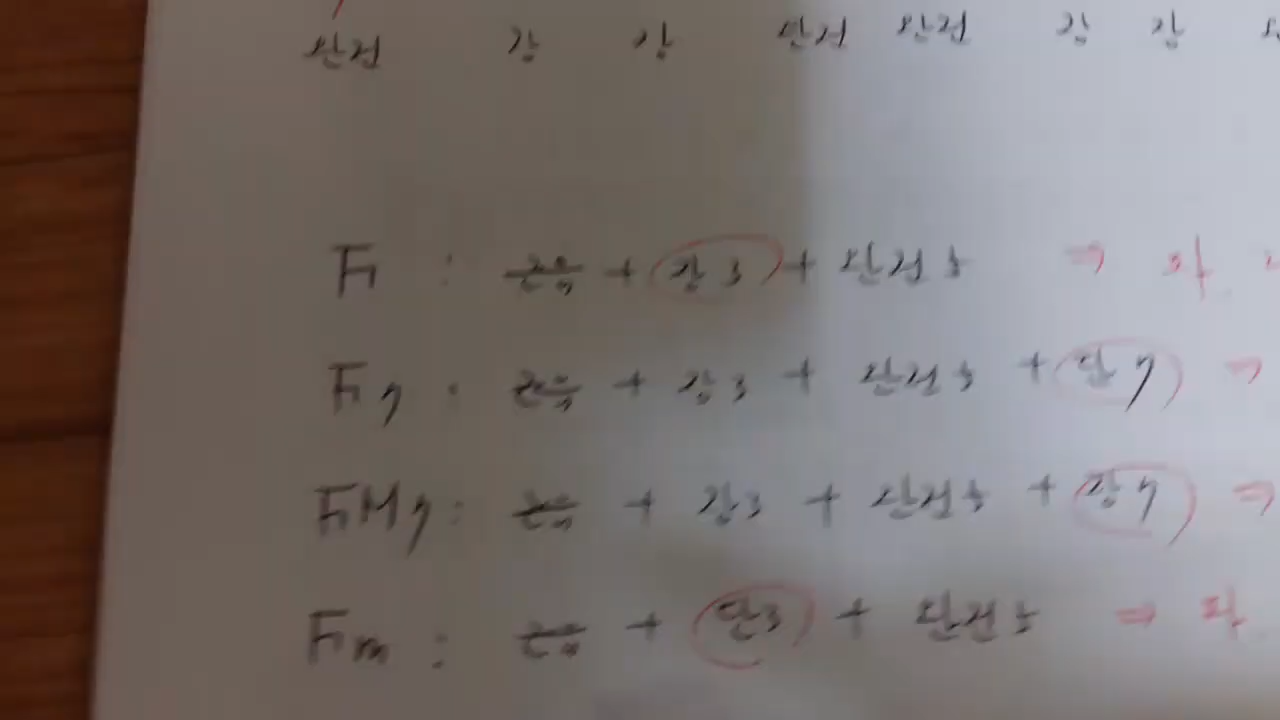 완전 장 장 완전 완전 장 장
F : 근음 + 장3 + 완전5 ⇒ 파
F7 : 근음 + 장3 + 완전5 + 단7 ⇒
FM7 : 근음 + 장3 + 완전5 + 장7 ⇒
Fm : 근음 + 단3 + 완전5 ⇒ 파